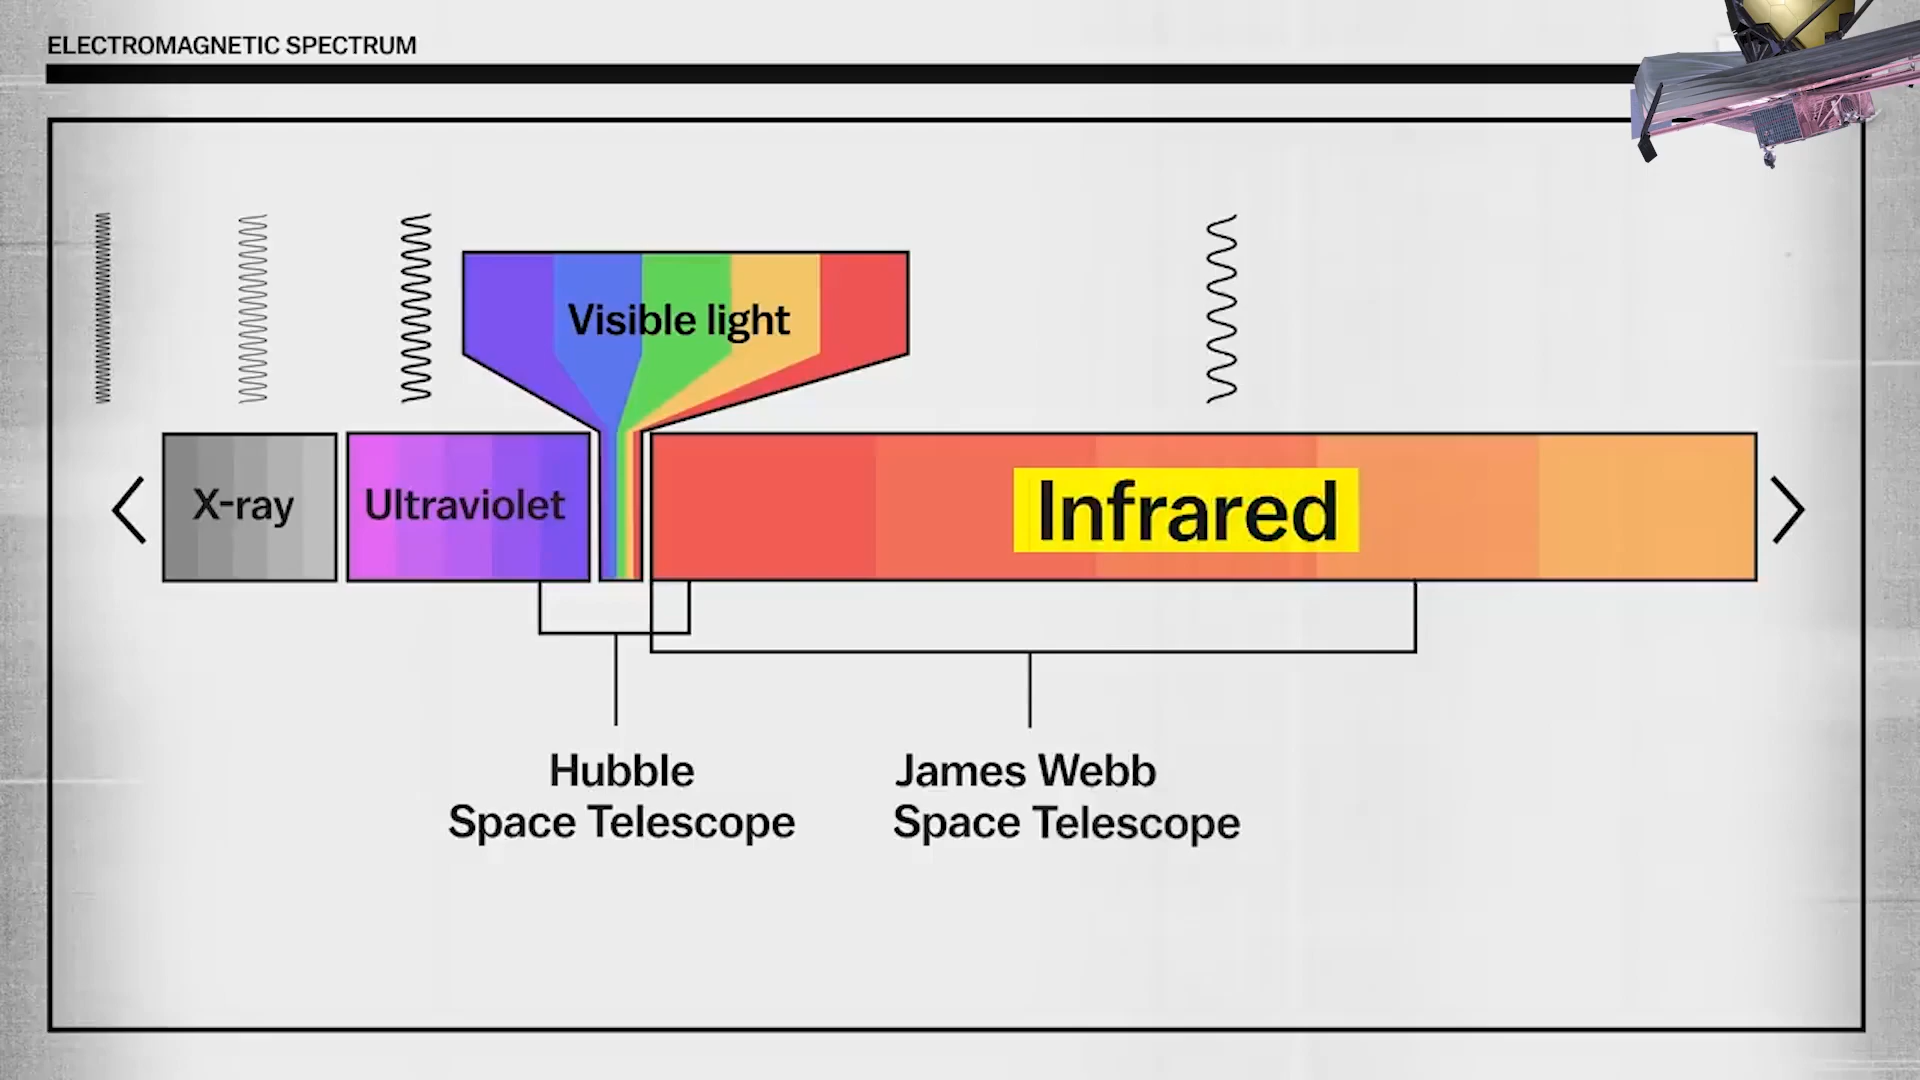 ELECTROMAGNETIC SPECTRUM
Visible light
X-ray
Ultraviolet
Infrared
Hubble
Space Telescope
James Webb
Space Telescope